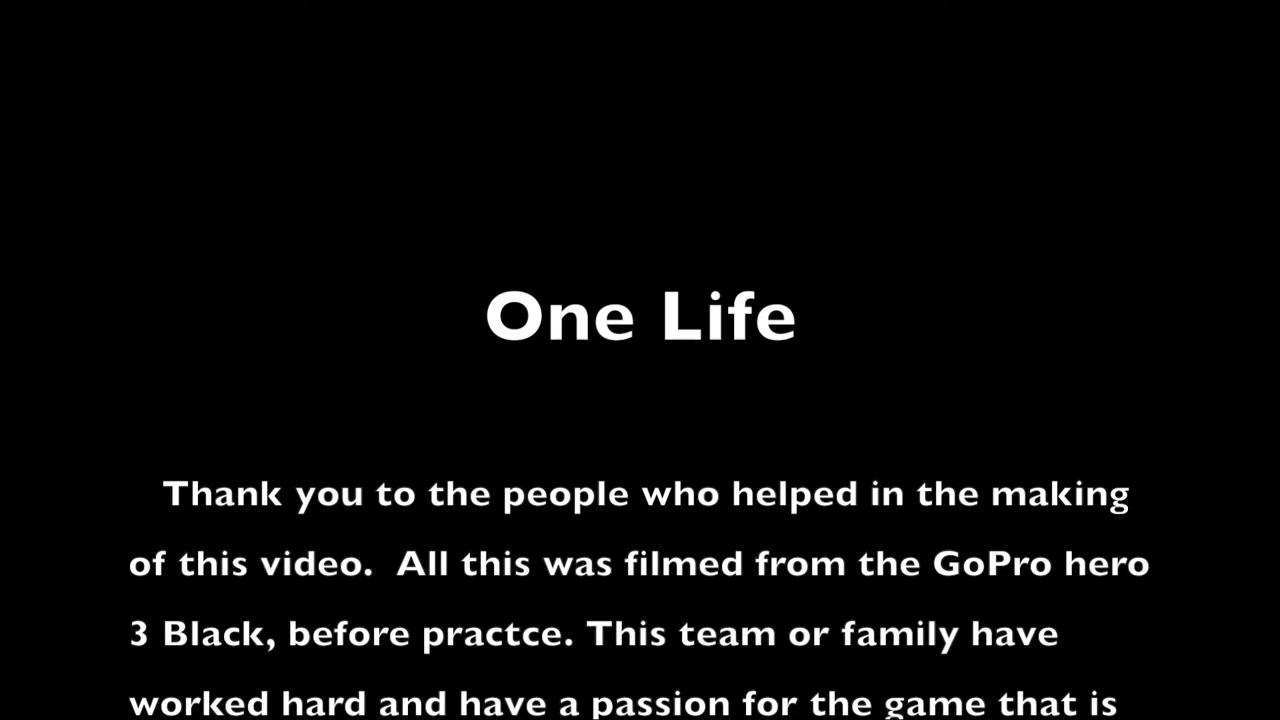 One Life
Thank you to the people who helped in the making
of this video.  All this was filmed from the GoPro hero
3 Black, before practce. This team or family have
worked hard and have a passion for the game that is